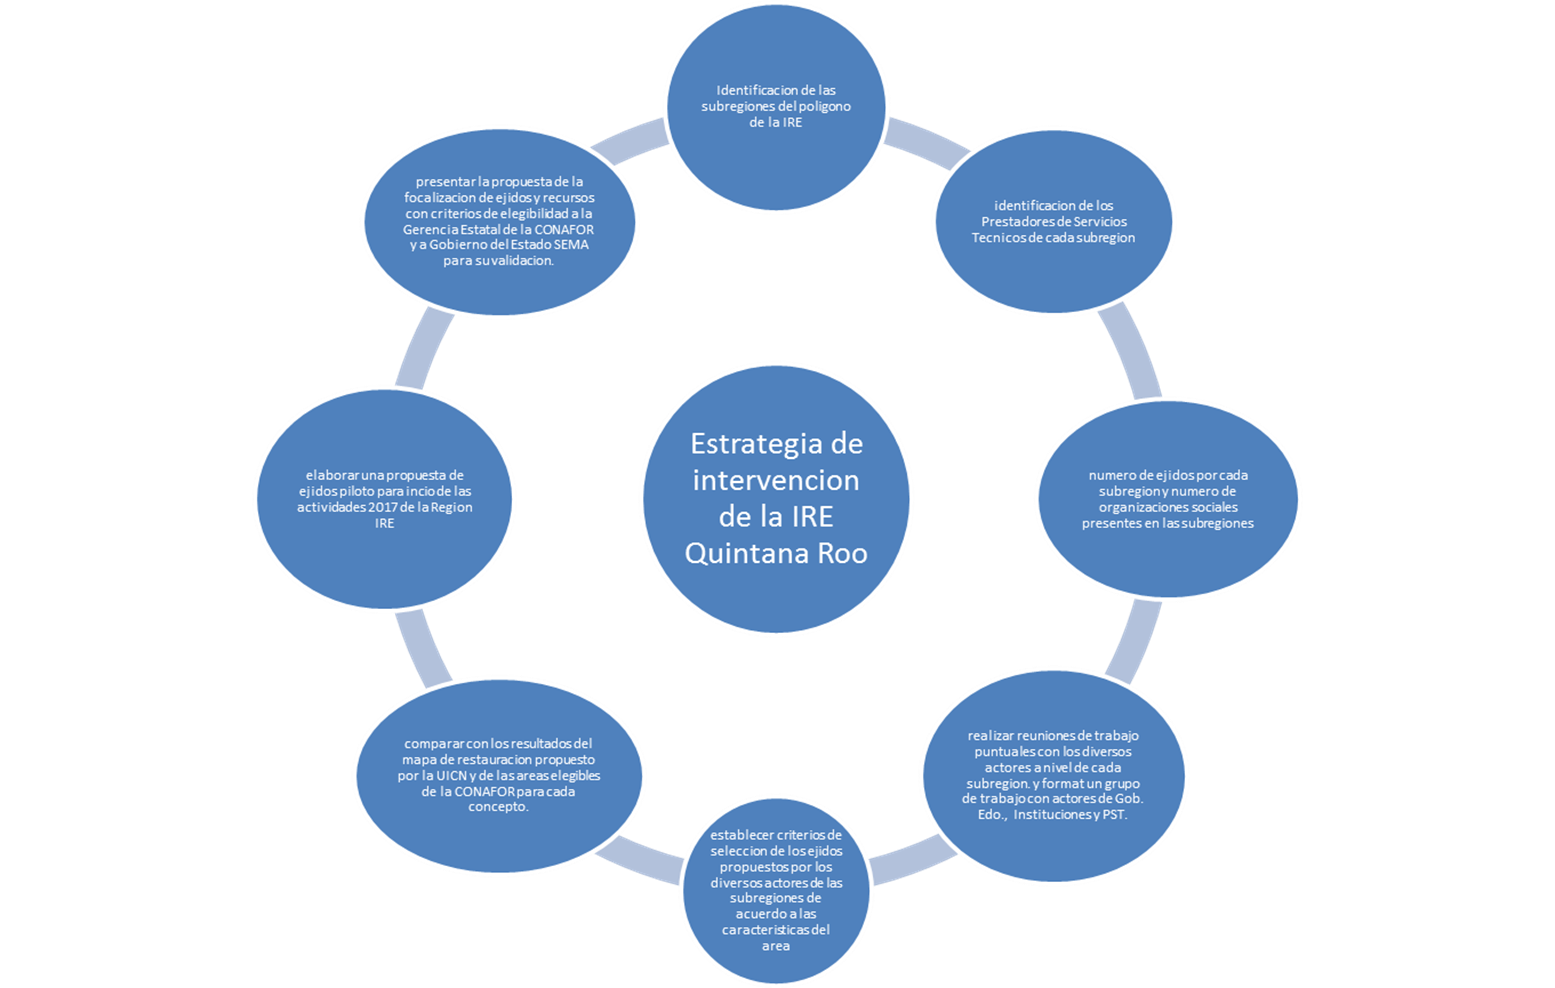 Identificacion de las
subregiones del poligono
de la IRE
identificacion de los
Prestadores de Servicios
Tecnicos de cada subregion
numero de ejidos por cada
subregion y numero de
organizaciones sociales
presentes en las subregiones
realizar reuniones de trabajo
puntuales con los diversos
actores a nivel de cada
subregion. y format un grupo
de trabajo con actores de Gob.
Edo., Instituciones y PST.
establecer criterios de
seleccion de los ejidos
propuestos por los
diversos actores de las
subregiones de
acuerdo a las
caracteristicas del
area
comparar con los resultados del
mapa de restauracion propuesto
por la UICN y de las areas elegibles
de la CONAFOR para cada
concepto.
elaborar una propuesta de
ejidos piloto para incio de las
actividades 2017 de la Region
IRE
presentar la propuesta de la
focalizacion de ejidos y recursos
con criterios de elegibilidad a la
Gerencia Estatal de la CONAFOR
y a Gobierno del Estado SEMA
para su validacion.
Estrategia de
intervencion
de la IRE
Quintana Roo